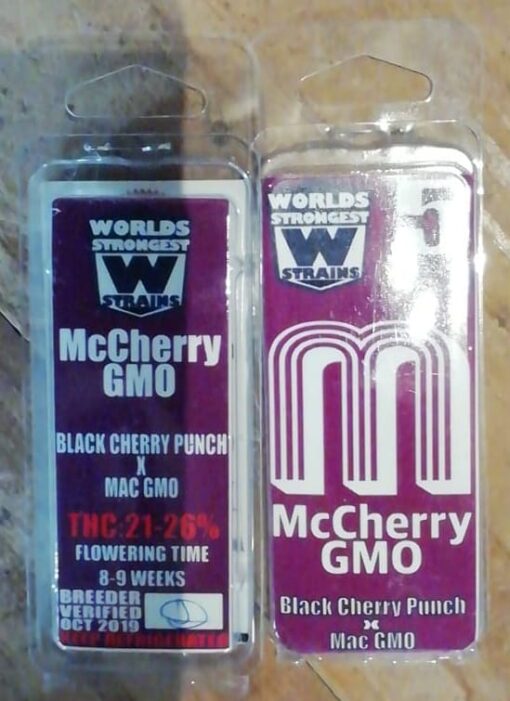 WORLDS
STRONGEST
W
STRAINS
McCherry
GMO
BLACK CHERRY PUNCH
X
MAC GMO
THC:21-26%
FLOWERING TIME
8-9 WEEKS
BREEDER
VERIFIED
OCT 2019
KEEP REFRIGERATED
WORLDS
STRONGEST
W
STRAINS
5
m
McCherry
GMO
Black Cherry Punch
x
Mac GMO